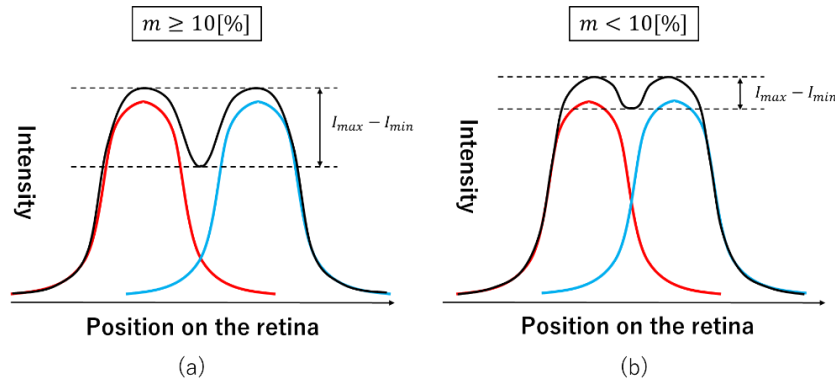 m ≥ 10[%]
Intensity
I_max − I_min
Position on the retina
(a)
m < 10[%]
Intensity
I_max − I_min
Position on the retina
(b)